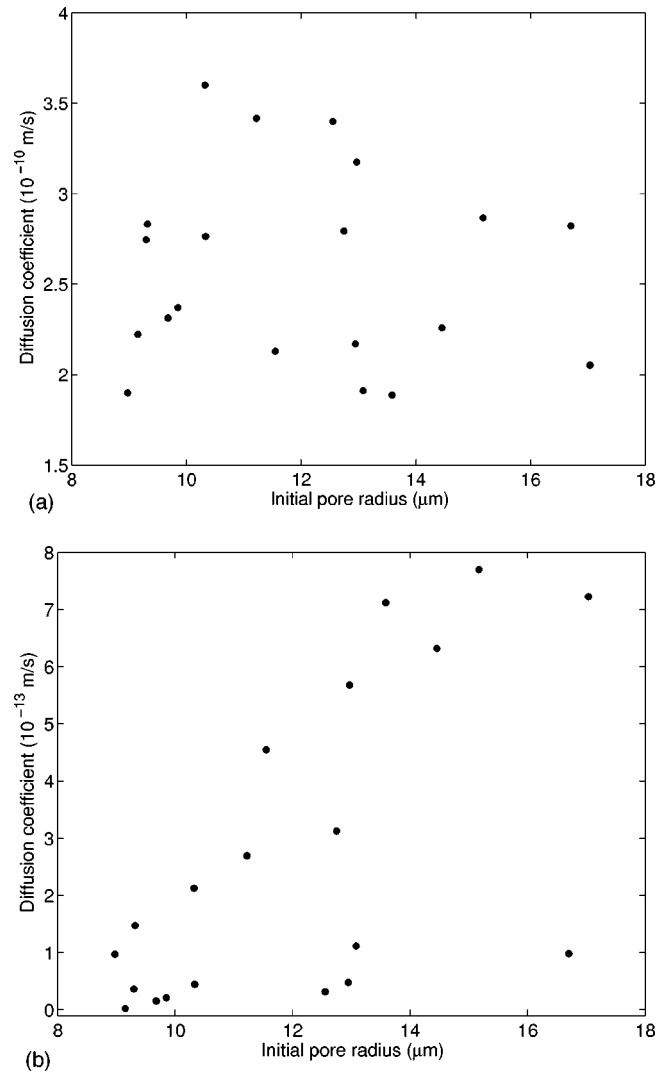 4
3.5
3
2.5
2
1.5
8 10 12 14 16 18
Diffusion coefficient (10⁻¹⁰ m/s)
Initial pore radius (μm)
(a)
8
7
6
5
4
3
2
1
0
8 10 12 14 16 18
Diffusion coefficient (10⁻¹³ m/s)
Initial pore radius (μm)
(b)